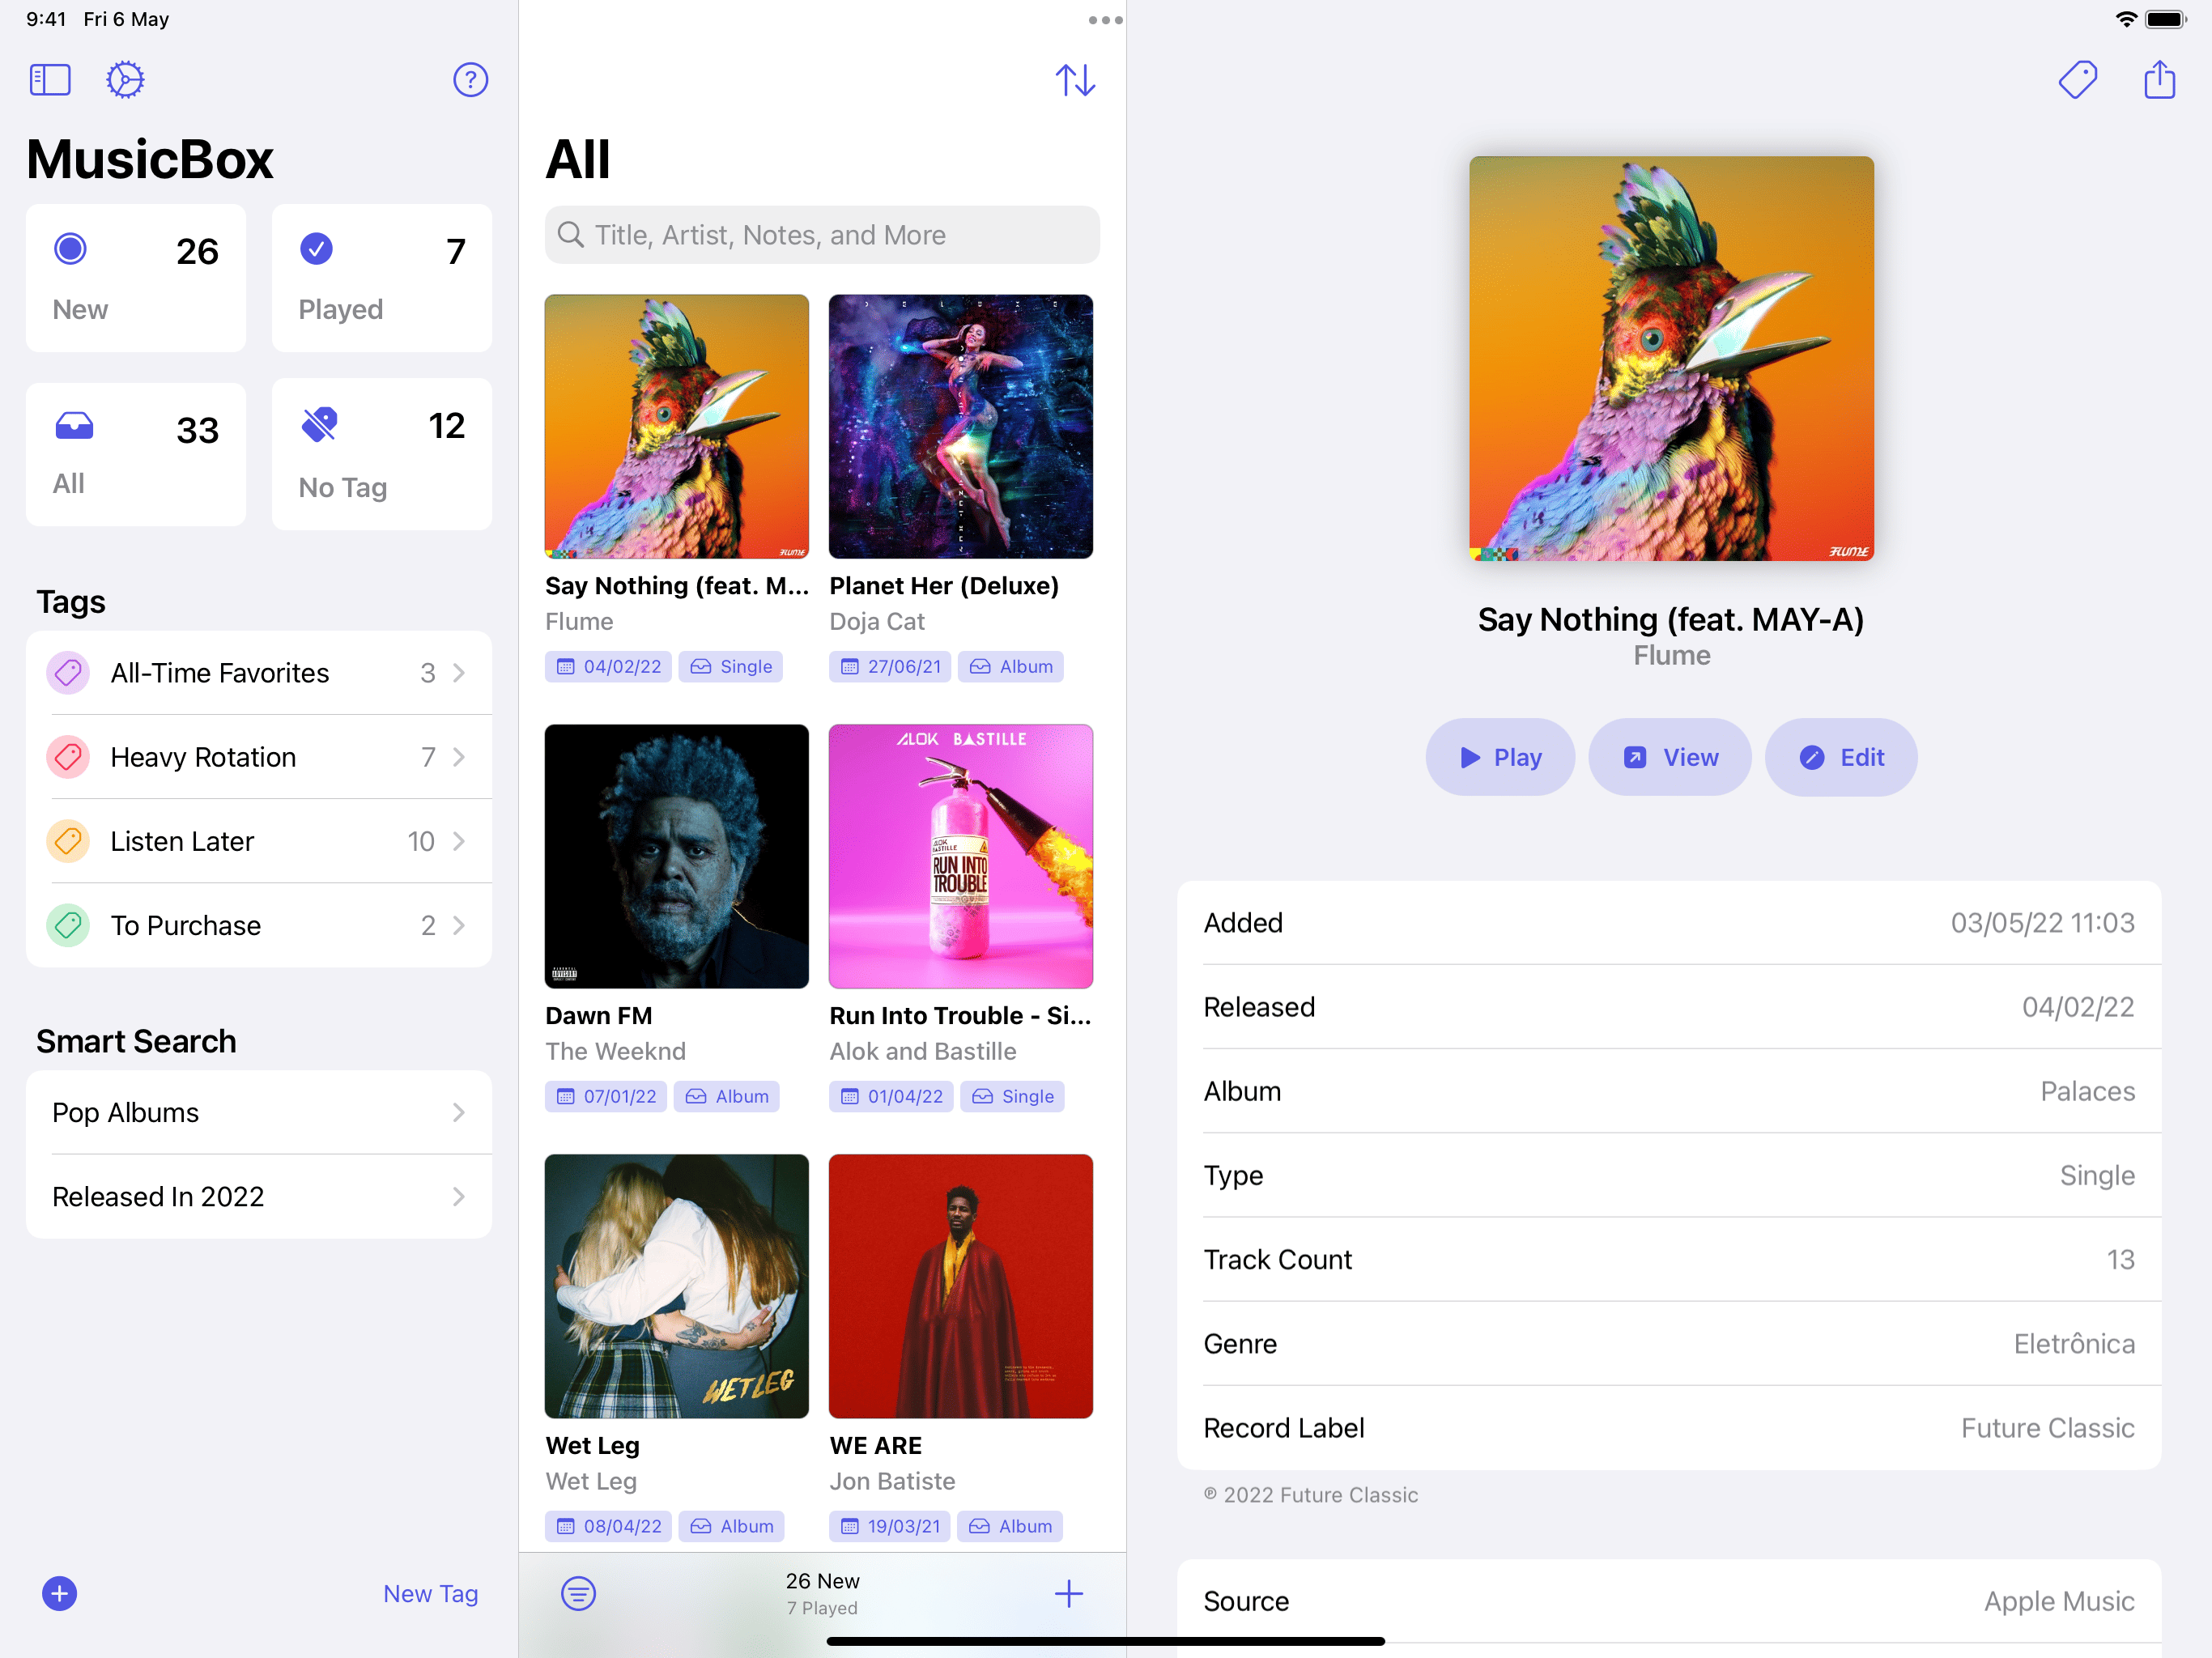 9:41 Fri 6 May
MusicBox
26
New
7
Played
33
All
12
No Tag
Tags
All-Time Favorites 3
Heavy Rotation 7
Listen Later 10
To Purchase 2
Smart Search
Pop Albums
Released In 2022
New Tag
All
Title, Artist, Notes, and More
FLUME
Say Nothing (feat. M...
Flume
04/02/22 Single
Planet Her (Deluxe)
Doja Cat
27/06/21 Album
Dawn FM
The Weeknd
07/01/22 Album
ALOK BASTILLE
ALOK
BASTILLE
RUN INTO
TROUBLE
Run Into Trouble - Si...
Alok and Bastille
01/04/22 Single
WET LEG
Wet Leg
Wet Leg
08/04/22 Album
WE ARE
Jon Batiste
19/03/21 Album
26 New
7 Played
FLUME
Say Nothing (feat. MAY-A)
Flume
Play
View
Edit
Added 03/05/22 11:03
Released 04/02/22
Album Palaces
Type Single
Track Count 13
Genre Eletrônica
Record Label Future Classic
℗ 2022 Future Classic
Source Apple Music